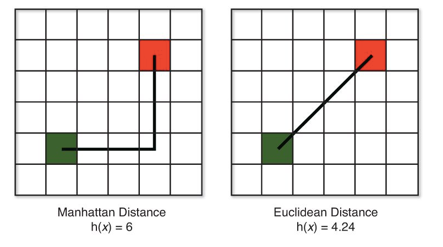 Manhattan Distance
h(x) = 6
Euclidean Distance
h(x) = 4.24